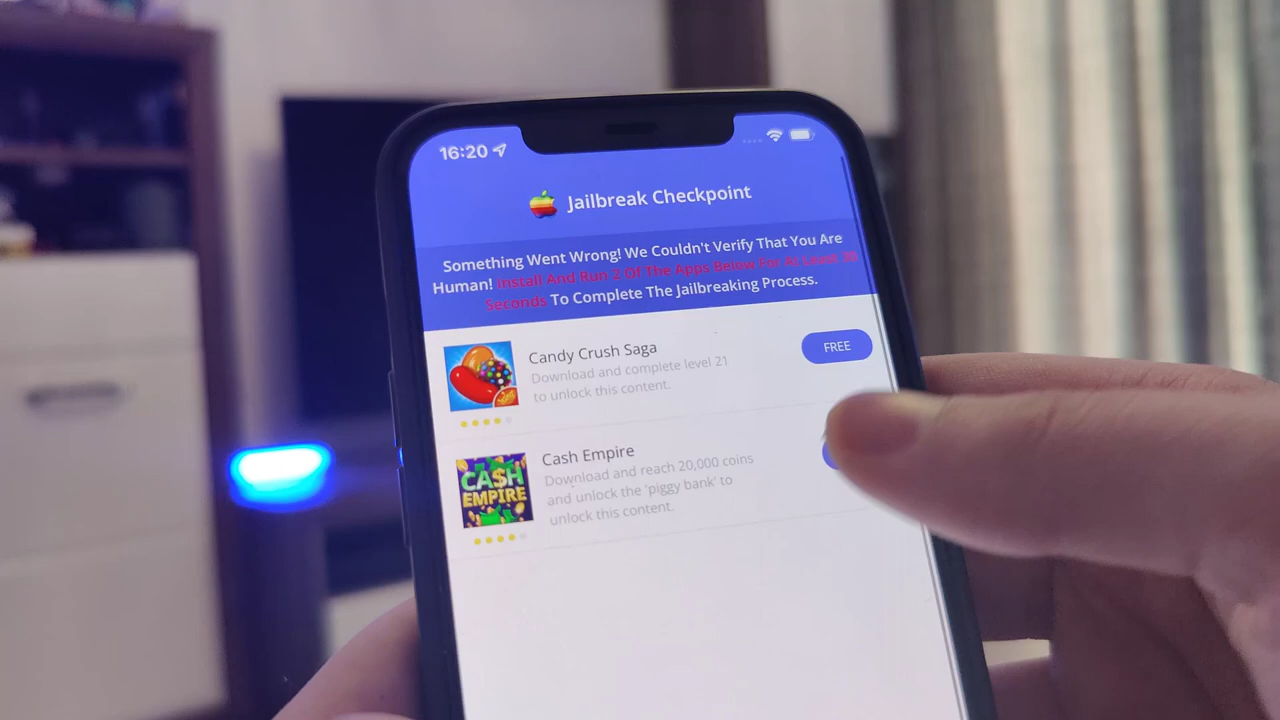 16:20
Jailbreak Checkpoint
Something Went Wrong! We Couldn't Verify That You Are
Human! Install And Run 2 Of The Apps Below For At Least 30
Seconds To Complete The Jailbreaking Process.
Candy Crush Saga
Download and complete level 21
to unlock this content.
FREE
Cash Empire
Download and reach 20,000 coins
and unlock the 'piggy bank' to
unlock this content.
CA$H
EMPIRE